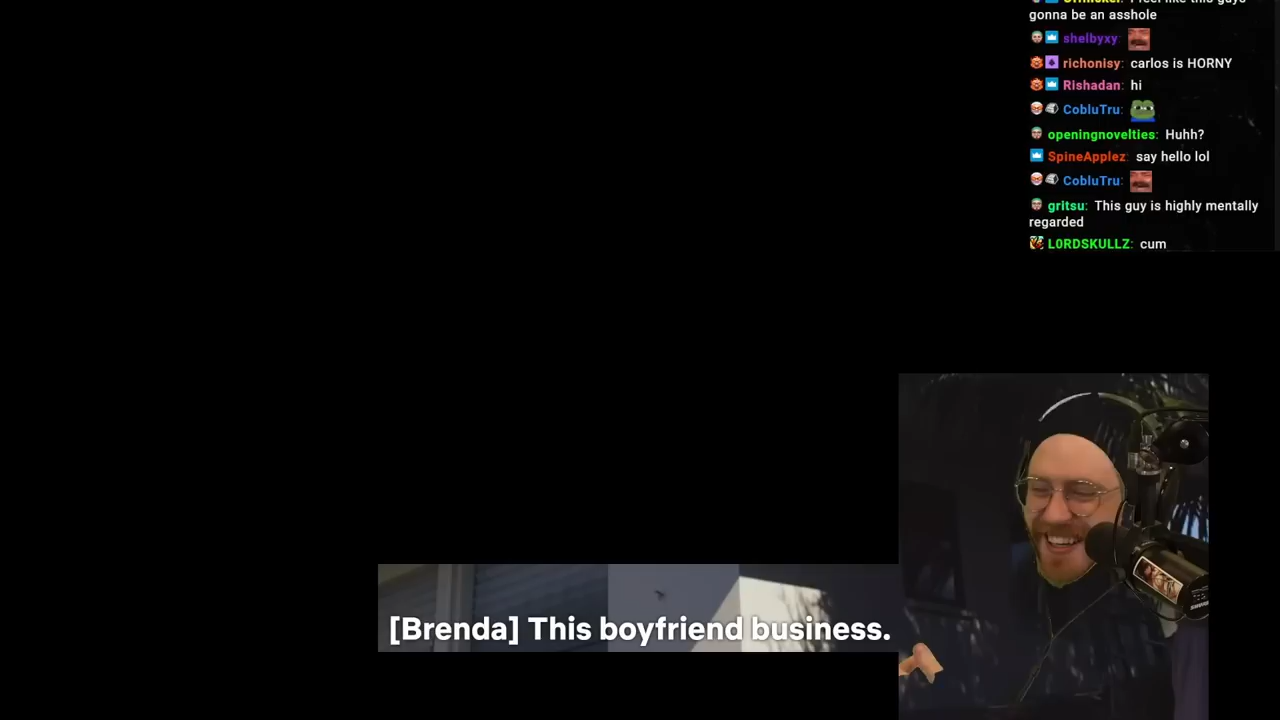 gonna be an asshole
shelbyxy:
richonisy: carlos is HORNY
Rishadan: hi
CobluTru:
openingnovelties: Huhh?
SpineApplez: say hello lol
CobluTru:
gritsu: This guy is highly mentally
regarded
L0RDSKULLZ: cum
[Brenda] This boyfriend business.